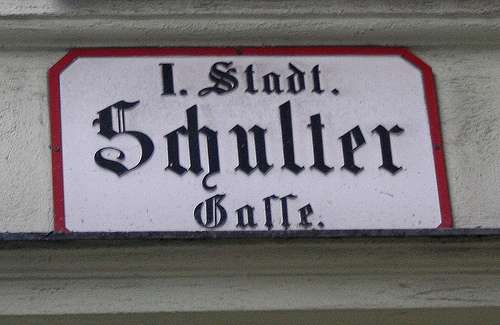 I. Stadt.
Schulter
Gaſſe.